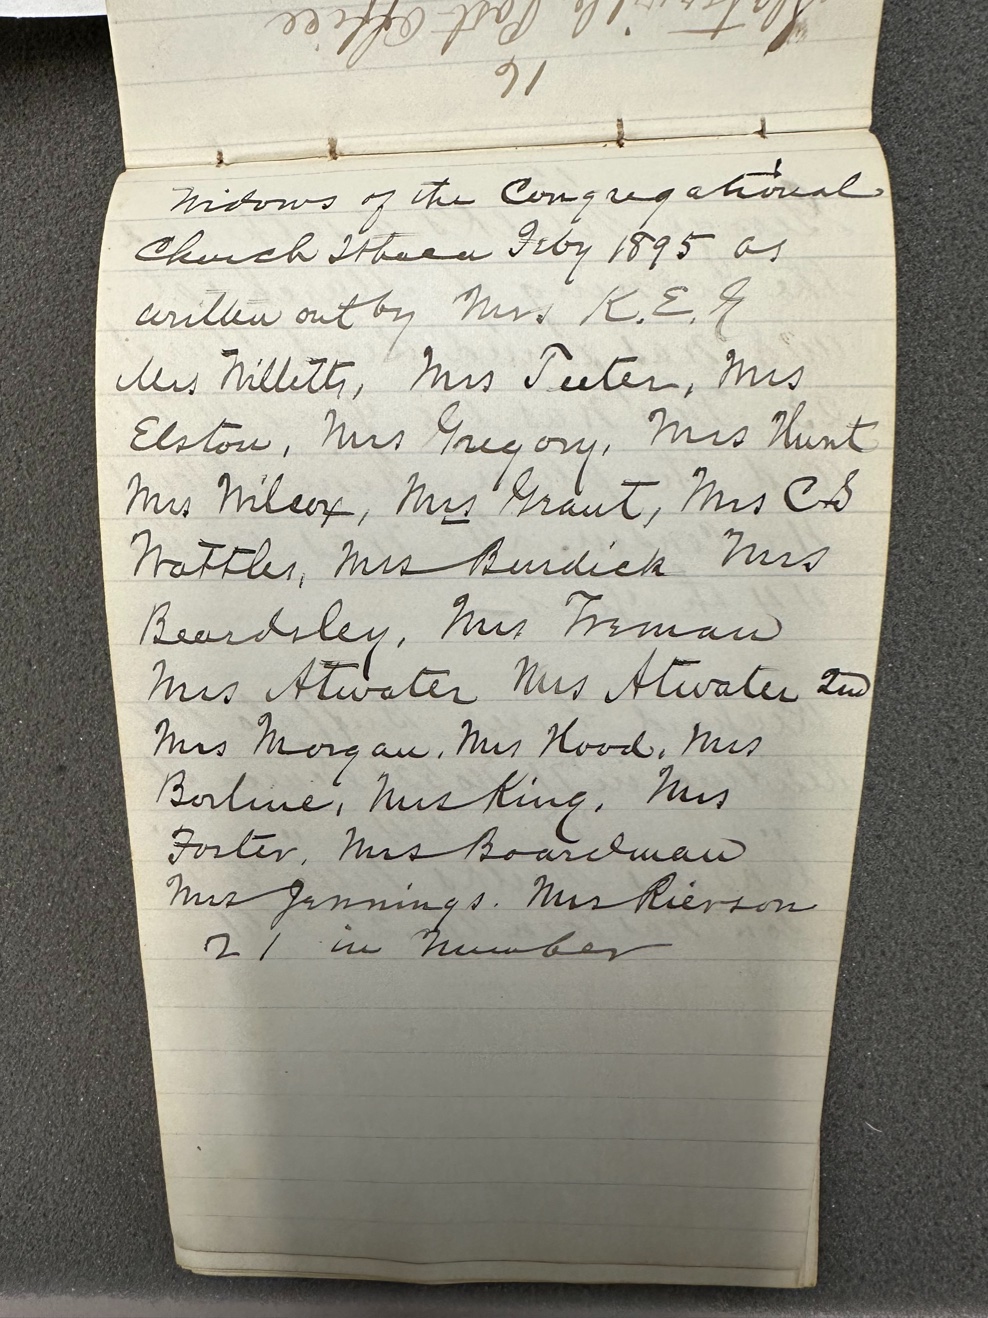 Slaterville Post Office
16
Widows of the Congregational
Church Ithaca Feby 1895 as
written out by Mrs K. E. G
Mrs Willetts, Mrs Teeter, Mrs
Elston, Mrs Gregory, Mrs Hunt
Mrs Wilcox, Mrs Grant, Mrs C S
Wattles, Mrs Burdick Mrs
Beardsley, Mrs Treman
Mrs Atwater Mrs Atwater 2nd
Mrs Morgan, Mrs Hood, Mrs
Borline, Mrs King, Mrs
Foster, Mrs Boardman
Mrs Jennings. Mrs Rierson
21 in Number